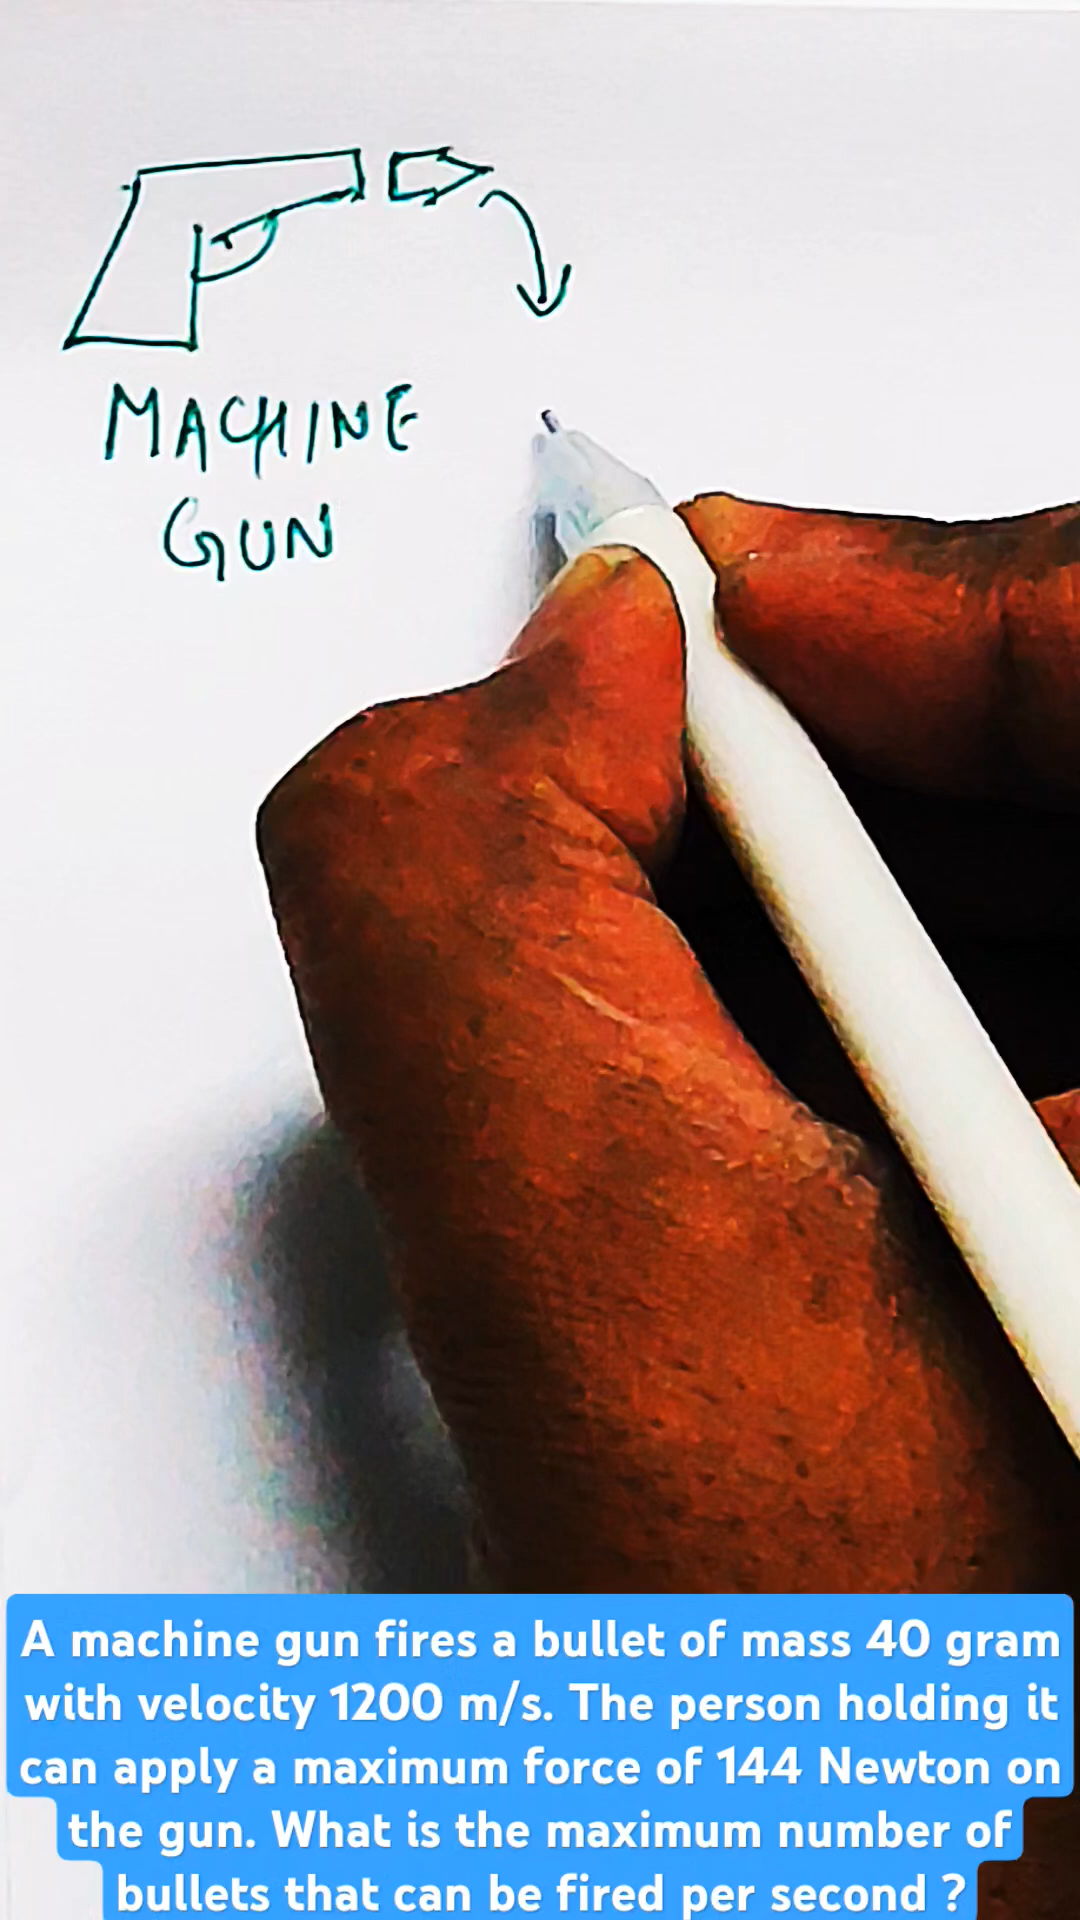 MACHINE
GUN
A machine gun fires a bullet of mass 40 gram
with velocity 1200 m/s. The person holding it
can apply a maximum force of 144 Newton on
the gun. What is the maximum number of
bullets that can be fired per second ?